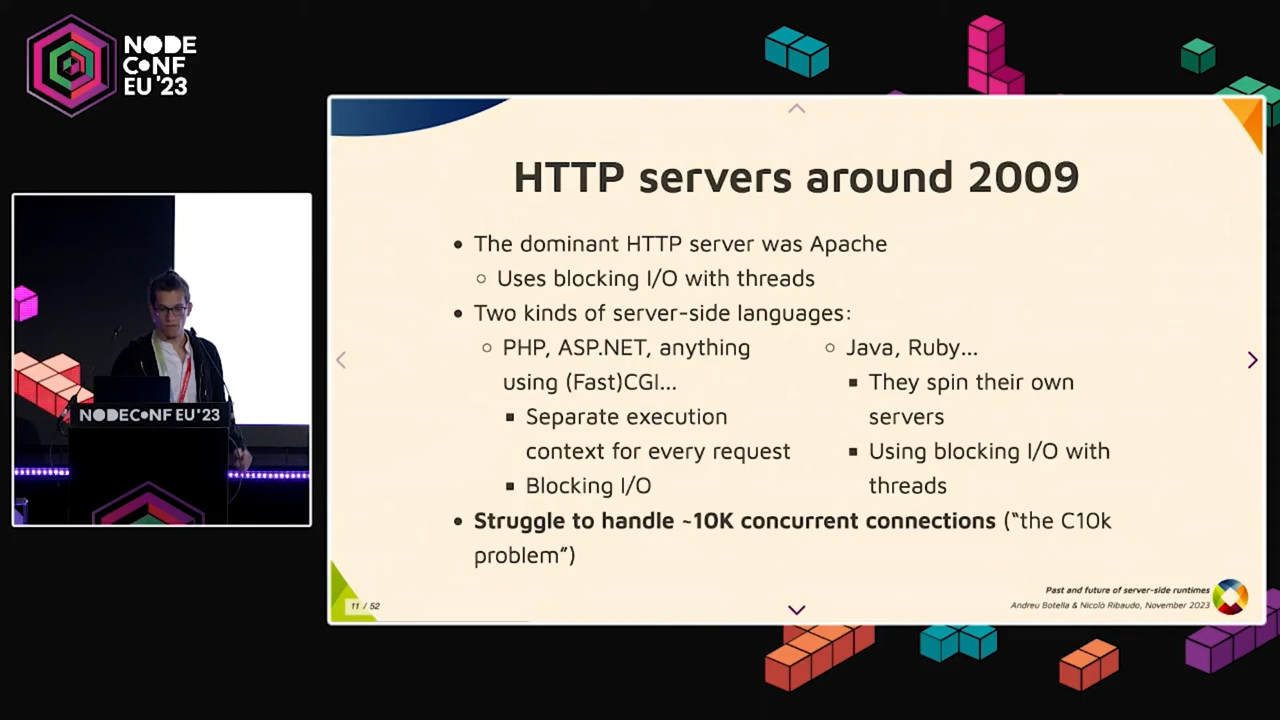 NODE
CONF
EU '23
HTTP servers around 2009
• The dominant HTTP server was Apache
○ Uses blocking I/O with threads
• Two kinds of server-side languages:
○ PHP, ASP.NET, anything
using (Fast)CGI...
▪ Separate execution
context for every request
▪ Blocking I/O
○ Java, Ruby...
▪ They spin their own
servers
▪ Using blocking I/O with
threads
• Struggle to handle ~10K concurrent connections (“the C10k
problem”)
11 / 52
Past and future of server-side runtimes
Andreu Botella & Nicolò Ribaudo, November 2023
NODECONF EU'23